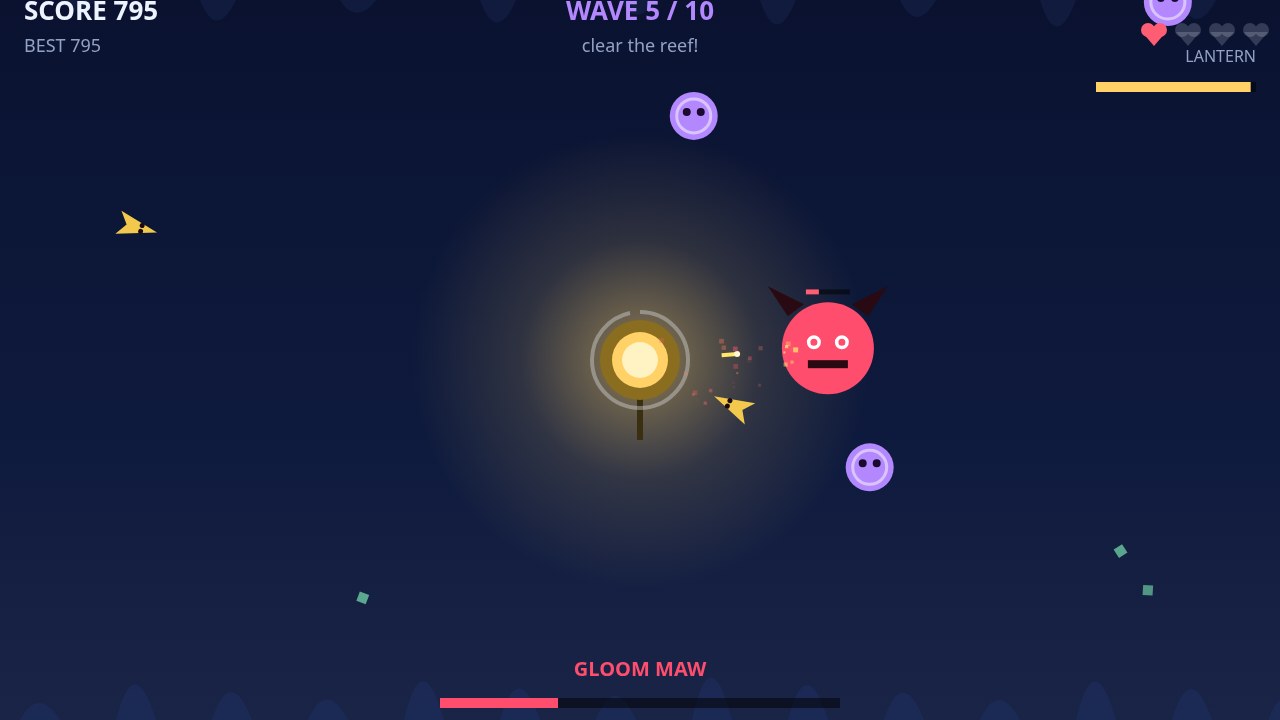 SCORE 795
BEST 795
WAVE 5 / 10
clear the reef!
LANTERN
GLOOM MAW